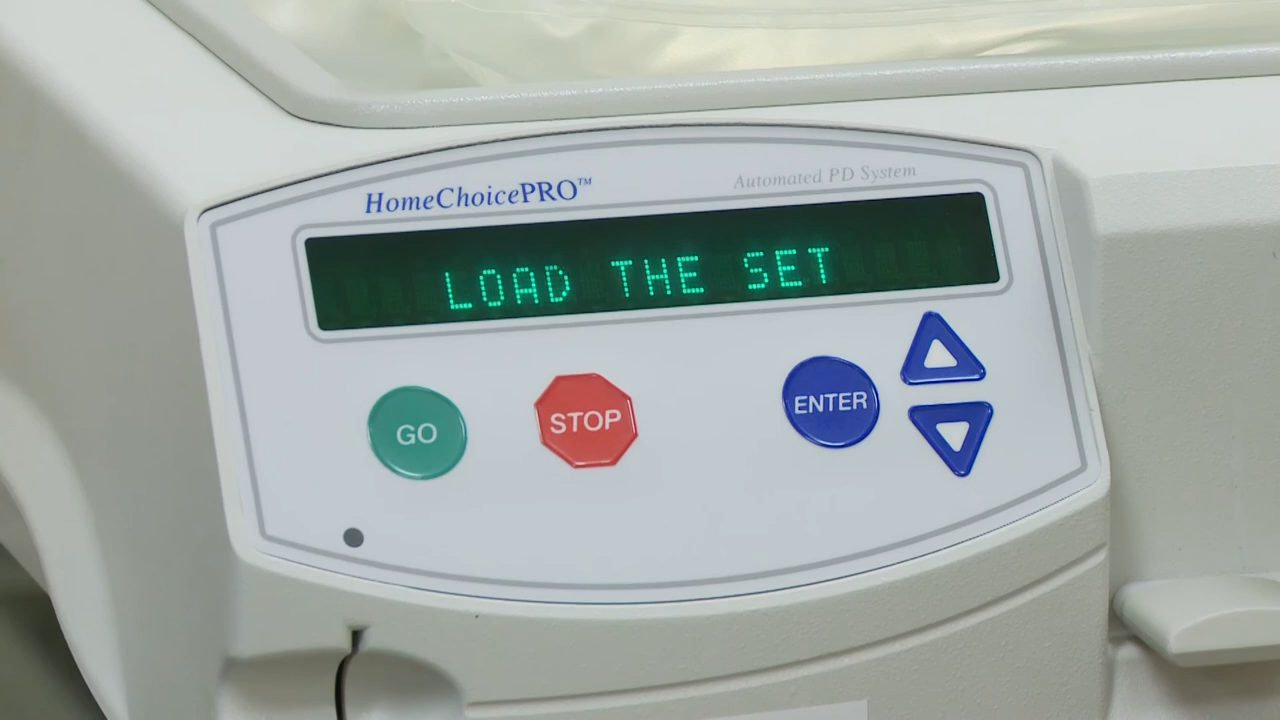 HomeChoicePRO™
Automated PD System
LOAD THE SET
GO
STOP
ENTER